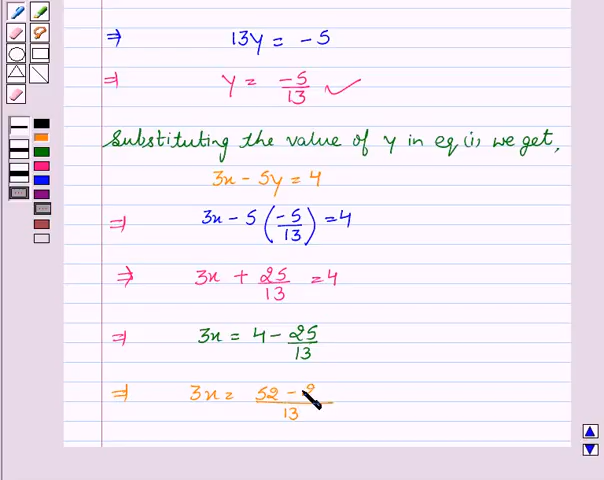 ⇒ 13y = -5
⇒ y = -5/13 ✓
Substituting the value of y in eq (i) we get,
3x - 5y = 4
⇒ 3x - 5 (-5/13) = 4
⇒ 3x + 25/13 = 4
⇒ 3x = 4 - 25/13
⇒ 3x = 52 - /13